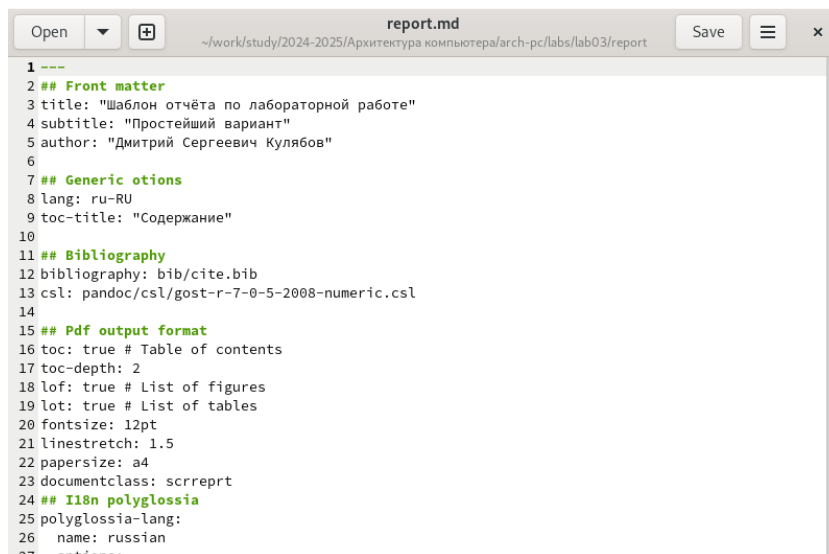 Open
report.md
~/work/study/2024-2025/Архитектура компьютера/arch-pc/labs/lab03/report
Save
1 ---
2 ## Front matter
3 title: "Шаблон отчёта по лабораторной работе"
4 subtitle: "Простейший вариант"
5 author: "Дмитрий Сергеевич Кулябов"
6
7 ## Generic otions
8 lang: ru-RU
9 toc-title: "Содержание"
10
11 ## Bibliography
12 bibliography: bib/cite.bib
13 csl: pandoc/csl/gost-r-7-0-5-2008-numeric.csl
14
15 ## Pdf output format
16 toc: true # Table of contents
17 toc-depth: 2
18 lof: true # List of figures
19 lot: true # List of tables
20 fontsize: 12pt
21 linestretch: 1.5
22 papersize: a4
23 documentclass: scrreprt
24 ## I18n polyglossia
25 polyglossia-lang:
26   name: russian